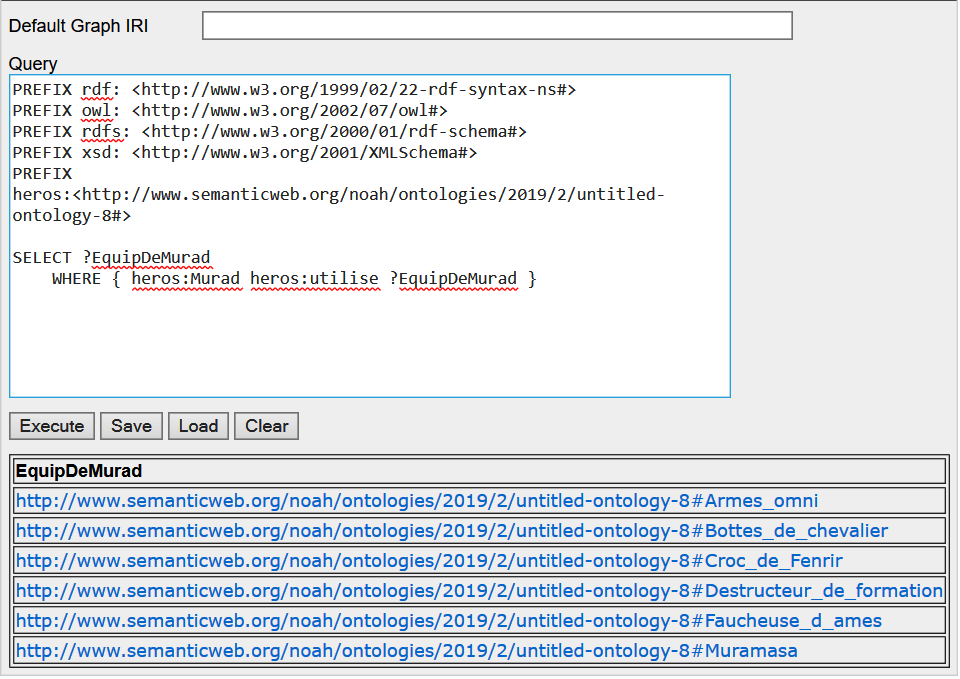 Default Graph IRI
Query
PREFIX rdf: <http://www.w3.org/1999/02/22-rdf-syntax-ns#>
PREFIX owl: <http://www.w3.org/2002/07/owl#>
PREFIX rdfs: <http://www.w3.org/2000/01/rdf-schema#>
PREFIX xsd: <http://www.w3.org/2001/XMLSchema#>
PREFIX
heros:<http://www.semanticweb.org/noah/ontologies/2019/2/untitled-
ontology-8#>
SELECT ?EquipDeMurad
WHERE { heros:Murad heros:utilise ?EquipDeMurad }
Execute Save Load Clear
EquipDeMurad
http://www.semanticweb.org/noah/ontologies/2019/2/untitled-ontology-8#Armes_omni
http://www.semanticweb.org/noah/ontologies/2019/2/untitled-ontology-8#Bottes_de_chevalier
http://www.semanticweb.org/noah/ontologies/2019/2/untitled-ontology-8#Croc_de_Fenrir
http://www.semanticweb.org/noah/ontologies/2019/2/untitled-ontology-8#Destructeur_de_formation
http://www.semanticweb.org/noah/ontologies/2019/2/untitled-ontology-8#Faucheuse_d_ames
http://www.semanticweb.org/noah/ontologies/2019/2/untitled-ontology-8#Muramasa